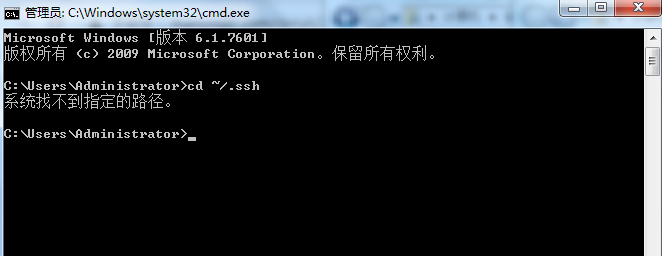 管理员: C:\Windows\system32\cmd.exe
Microsoft Windows [版本 6.1.7601]
版权所有 (c) 2009 Microsoft Corporation。保留所有权利。
C:\Users\Administrator>cd ~/.ssh
系统找不到指定的路径。
C:\Users\Administrator>_